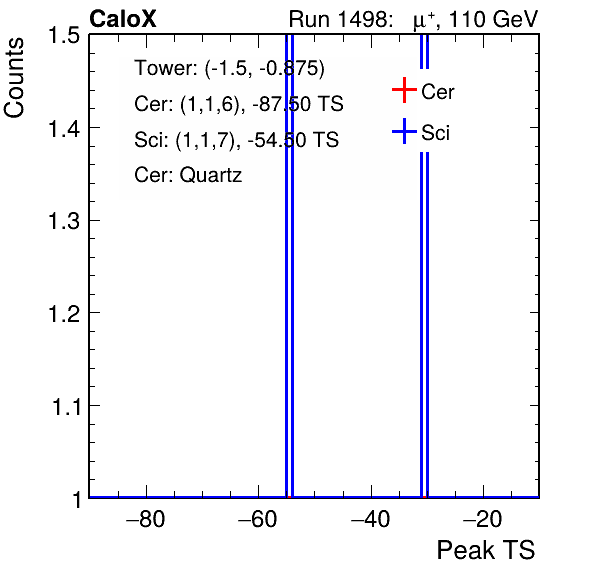 CaloX Run 1498: μ⁺, 110 GeV
Counts
1.5
1.4
1.3
1.2
1.1
1
Tower: (-1.5, -0.875)
Cer: (1,1,6), -87.50 TS
Sci: (1,1,7), -54.50 TS
Cer: Quartz
Cer
Sci
−80 −60 −40 −20
Peak TS